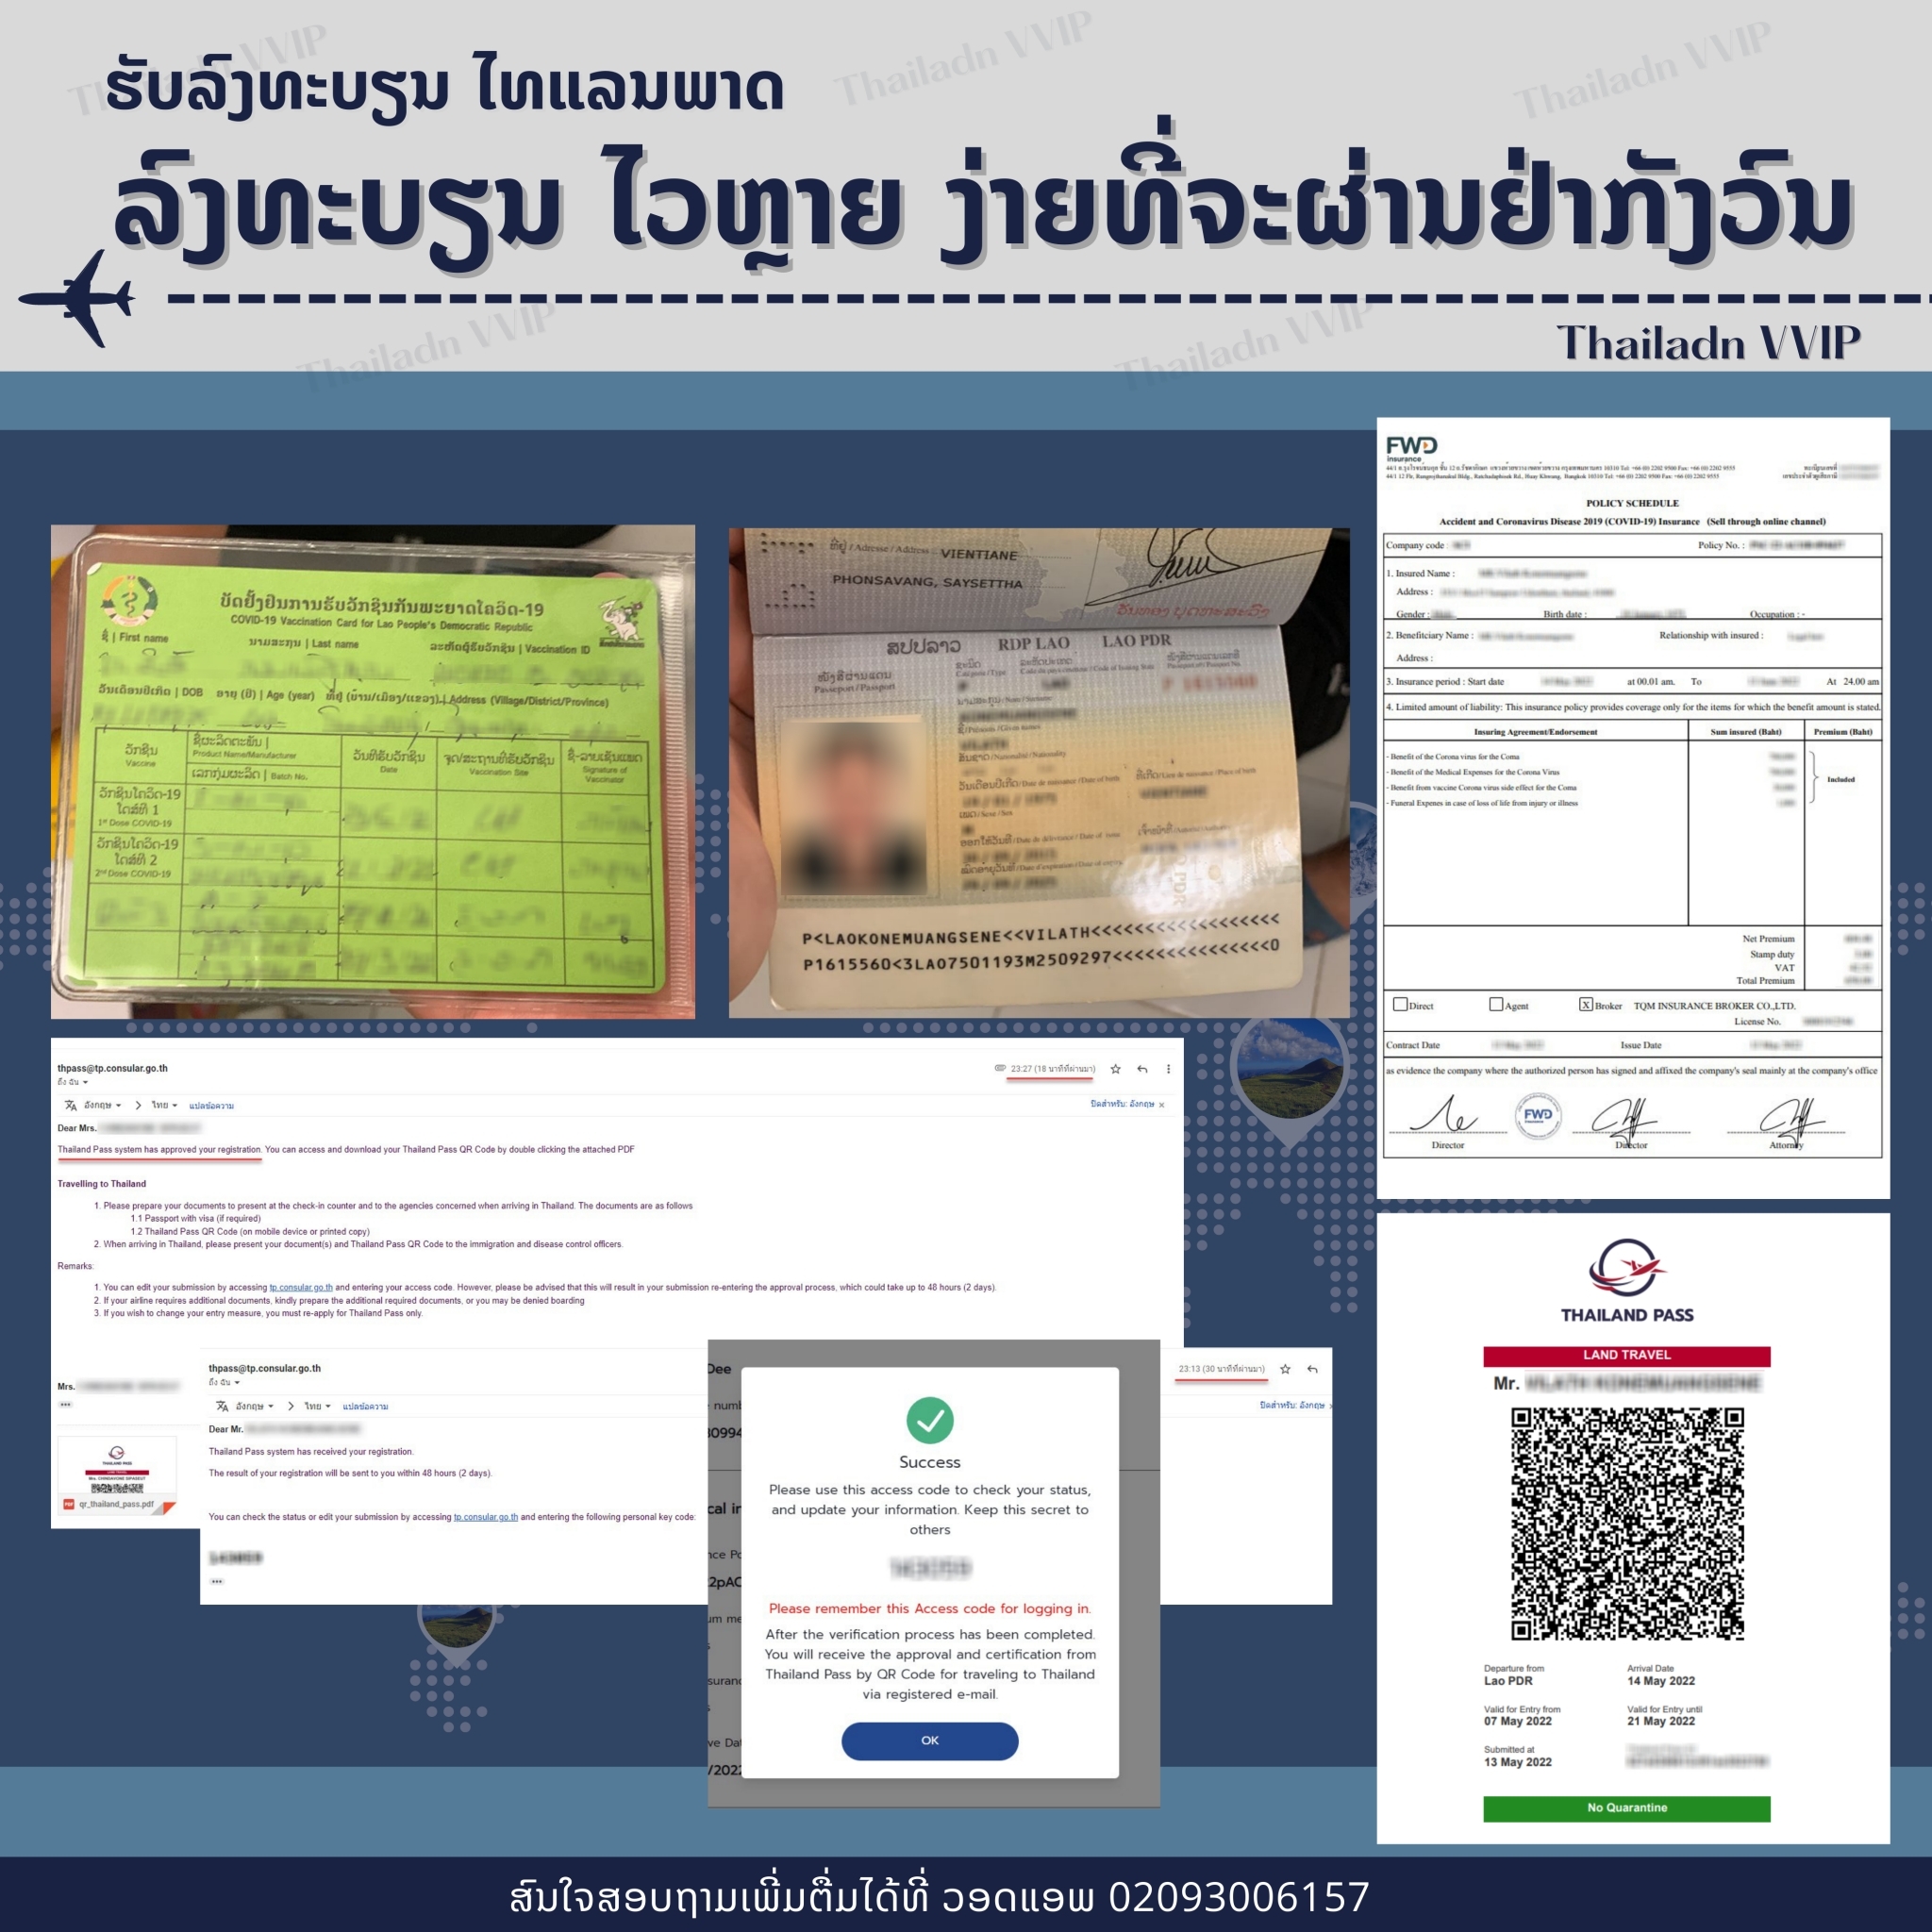 ຮັບລົງທະບຽນ ໄທແລນພາດ
ລົງທະບຽນ ໄວຫຼາຍ ງ່າຍທີ່ຈະຜ່ານຢ່າກັງວົນ
Thailadn VVIP
ບັດຢັ້ງຢືນການຮັບວັກຊິນກັນພະຍາດໂຄວິດ-19
COVID-19 Vaccination Card for Lao People's Democratic Republic
ຊື່ | First name
ນາມສະກຸນ | Last name
ລະຫັດຜູ້ຮັບວັກຊິນ | Vaccination ID
ວັນເດືອນປີເກີດ | DOB ອາຍຸ (ປີ) | Age (year) ທີ່ຢູ່ (ບ້ານ/ເມືອງ/ແຂວງ) | Address (Village/District/Province)
ວັກຊິນ
Vaccine
ຊື່ຜະລິດຕະພັນ |
Product Name/Manufacturer
ເລກກຸ່ມຜະລິດ | Batch No.
ວັນທີຮັບວັກຊິນ
Date
ຈຸດ/ສະຖານທີ່ຮັບວັກຊິນ
Vaccination Site
ຊື່-ລາຍເຊັນແພດ
Signature of
Vaccinator
ວັກຊິນໂຄວິດ-19
ໂດສທີ 1
1st Dose COVID-19
ວັກຊິນໂຄວິດ-19
ໂດສທີ 2
2nd Dose COVID-19
ທີ່ຢູ່ / Adresse / Address : VIENTIANE
PHONSAVANG, SAYSETTHA
ສປປລາວ RDP LAO LAO PDR
ໜັງສືຜ່ານແດນ
Passeport / Passport
P<LAOKONEMUANGSENE<<VILATH<<<<<<<<<<<<<<<<<<
P1615560<3LAO7501193M2509297<<<<<<<<<<<<<<<0
FWD
insurance
POLICY SCHEDULE
Accident and Coronavirus Disease 2019 (COVID-19) Insurance (Sell through online channel)
Company code :
Policy No. :
1. Insured Name :
Address :
Gender : Birth date : Occupation : -
2. Benefitciary Name : Relationship with insured :
Address :
3. Insurance period : Start date at 00.01 am. To At 24.00 am
4. Limited amount of liability: This insurance policy provides coverage only for the items for which the benefit amount is stated.
Insuring Agreement/Endorsement Sum insured (Baht) Premium (Baht)
- Benefit of the Corona virus for the Coma
- Benefit of the Medical Expenses for the Corona Virus
- Benefit from vaccine Corona virus side effect for the Coma
- Funeral Expenes in case of loss of life from injury or illness
Included
Net Premium
Stamp duty
VAT
Total Premium
Direct Agent X Broker TQM INSURANCE BROKER CO.,LTD.
License No.
Contract Date Issue Date
as evidence the company where the authorized person has signed and affixed the company's seal mainly at the company's office
FWD
Director Director Attorney
thpass@tp.consular.go.th
23:27 (18 นาทีที่ผ่านมา)
ถึง ฉัน
อังกฤษ > ไทย แปลข้อความ
ปิดสำหรับ: อังกฤษ x
Dear Mrs.
Thailand Pass system has approved your registration. You can access and download your Thailand Pass QR Code by double clicking the attached PDF
Travelling to Thailand
1. Please prepare your documents to present at the check-in counter and to the agencies concerned when arriving in Thailand. The documents are as follows
1.1 Passport with visa (if required)
1.2 Thailand Pass QR Code (on mobile device or printed copy)
2. When arriving in Thailand, please present your document(s) and Thailand Pass QR Code to the immigration and disease control officers.
Remarks:
1. You can edit your submission by accessing tp.consular.go.th and entering your access code. However, please be advised that this will result in your submission re-entering the approval process, which could take up to 48 hours (2 days).
2. If your airline requires additional documents, kindly prepare the additional required documents, or you may be denied boarding
3. If you wish to change your entry measure, you must re-apply for Thailand Pass only.
Mrs.
qr_thailand_pass.pdf
thpass@tp.consular.go.th
23:13 (30 นาทีที่ผ่านมา)
ถึง ฉัน
อังกฤษ > ไทย แปลข้อความ
ปิดสำหรับ: อังกฤษ
Dear Mr.
Thailand Pass system has received your registration.
The result of your registration will be sent to you within 48 hours (2 days).
You can check the status or edit your submission by accessing tp.consular.go.th and entering the following personal key code:
Success
Please use this access code to check your status,
and update your information. Keep this secret to
others
Please remember this Access code for logging in.
After the verification process has been completed.
You will receive the approval and certification from
Thailand Pass by QR Code for traveling to Thailand
via registered e-mail.
OK
THAILAND PASS
LAND TRAVEL
Mr.
Departure from
Lao PDR
Arrival Date
14 May 2022
Valid for Entry from
07 May 2022
Valid for Entry until
21 May 2022
Submitted at
13 May 2022
No Quarantine
ສົນໃຈສອບຖາມເພີ່ມຕື່ມໄດ້ທີ່ ວອດແອພ 02093006157